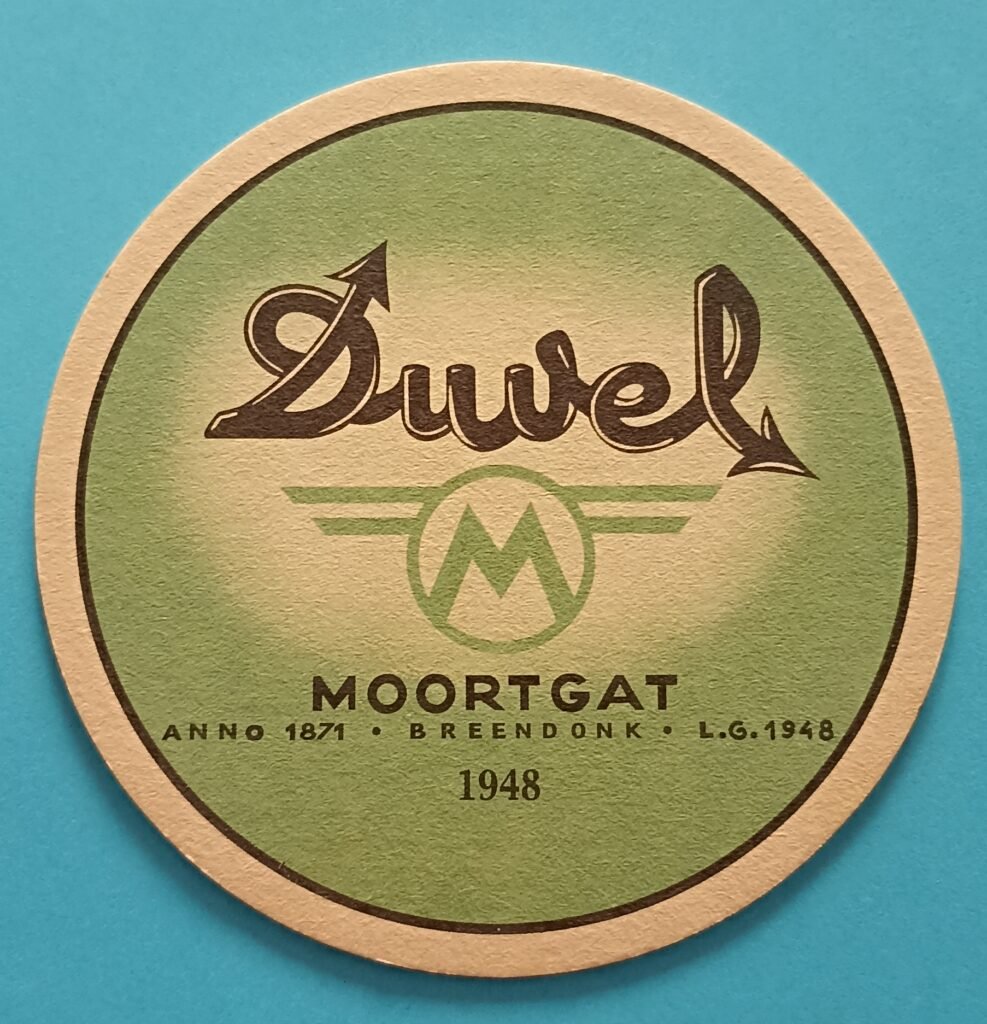 Duvel
M
MOORTGAT
ANNO 1871 • BREENDONK • L.G. 1948
1948